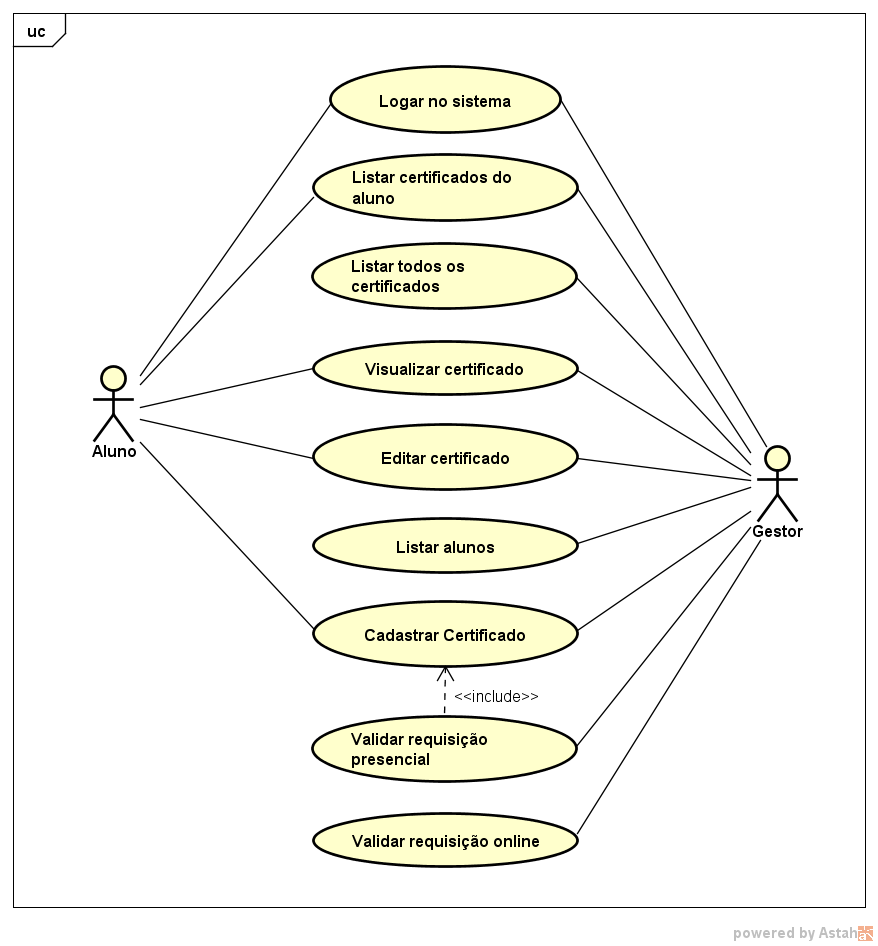 uc
Logar no sistema
Listar certificados do
aluno
Listar todos os
certificados
Visualizar certificado
Aluno
Editar certificado
Gestor
Listar alunos
Cadastrar Certificado
<<include>>
Validar requisição
presencial
Validar requisição online
powered by Astah